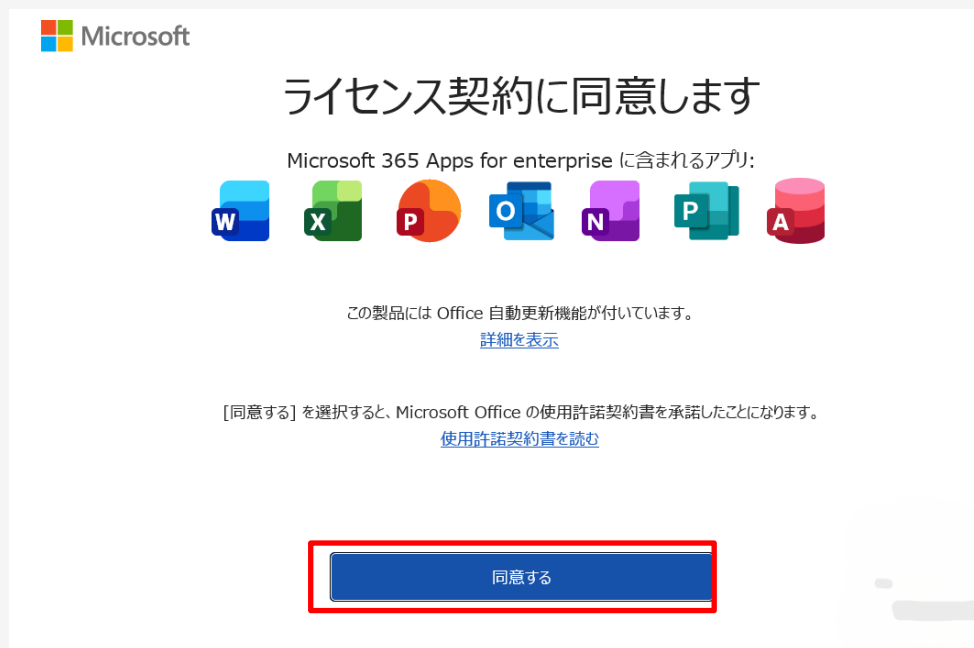 Microsoft
ライセンス契約に同意します
Microsoft 365 Apps for enterprise に含まれるアプリ:
W X P O N P A
この製品には Office 自動更新機能が付いています。
詳細を表示
[同意する] を選択すると、Microsoft Office の使用許諾契約書を承諾したことになります。
使用許諾契約書を読む
同意する